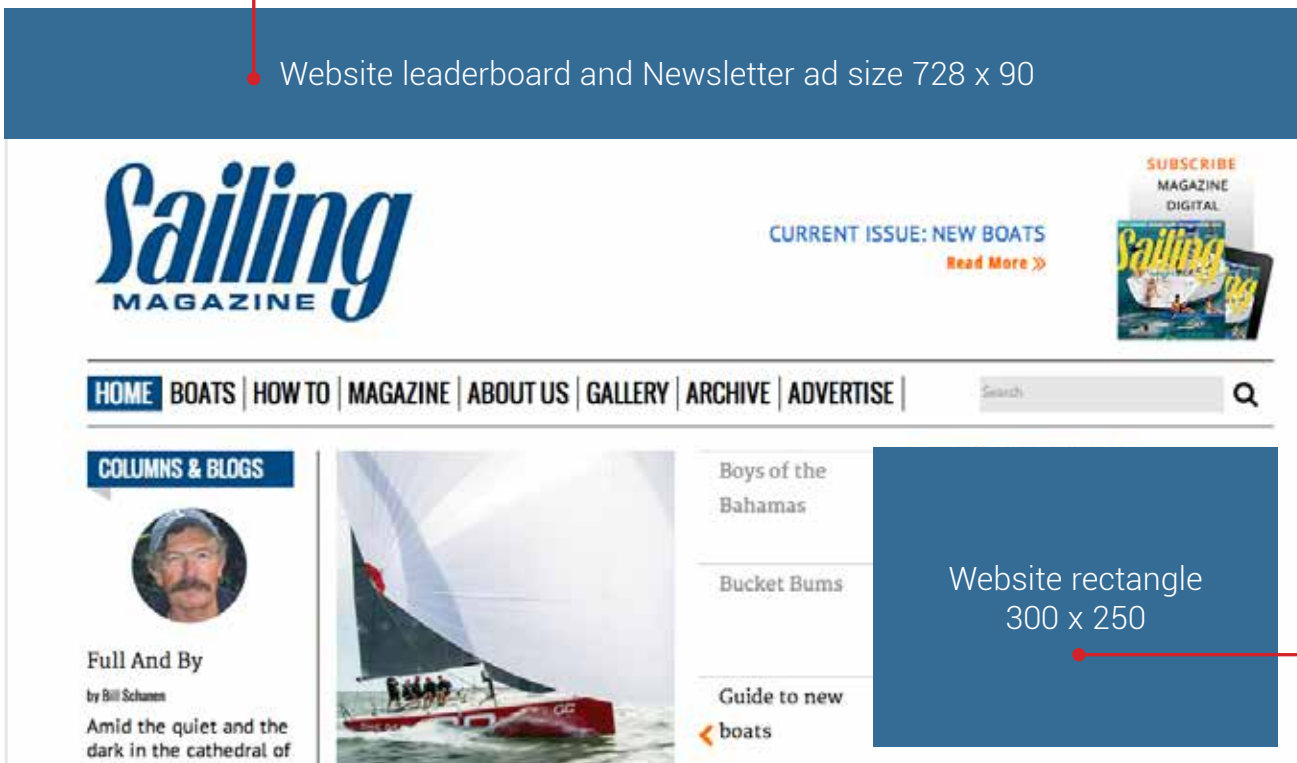 Website leaderboard and Newsletter ad size 728 x 90
Sailing
MAGAZINE
CURRENT ISSUE: NEW BOATS
Read More »
SUBSCRIBE
MAGAZINE
DIGITAL
Sailing
HOME BOATS HOW TO MAGAZINE ABOUT US GALLERY ARCHIVE ADVERTISE
Search
COLUMNS & BLOGS
Full And By
by Bill Schanen
Amid the quiet and the
dark in the cathedral of
Boys of the
Bahamas
Bucket Bums
Guide to new
boats
Website rectangle
300 x 250